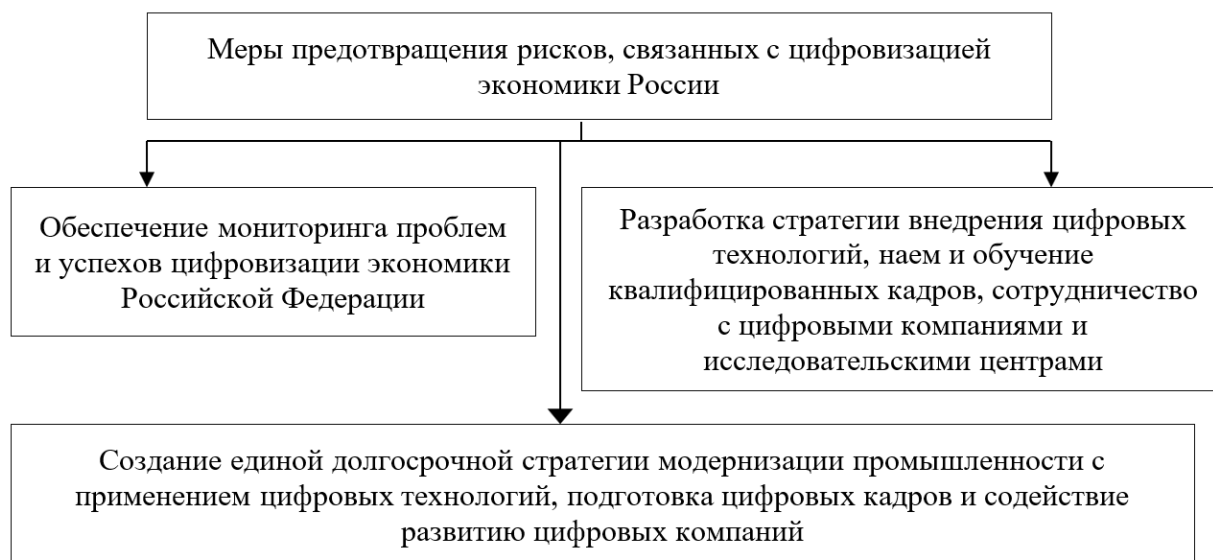 Меры предотвращения рисков, связанных с цифровизацией
экономики России
Обеспечение мониторинга проблем
и успехов цифровизации экономики
Российской Федерации
Разработка стратегии внедрения цифровых
технологий, наем и обучение
квалифицированных кадров, сотрудничество
с цифровыми компаниями и
исследовательскими центрами
Создание единой долгосрочной стратегии модернизации промышленности с
применением цифровых технологий, подготовка цифровых кадров и содействие
развитию цифровых компаний